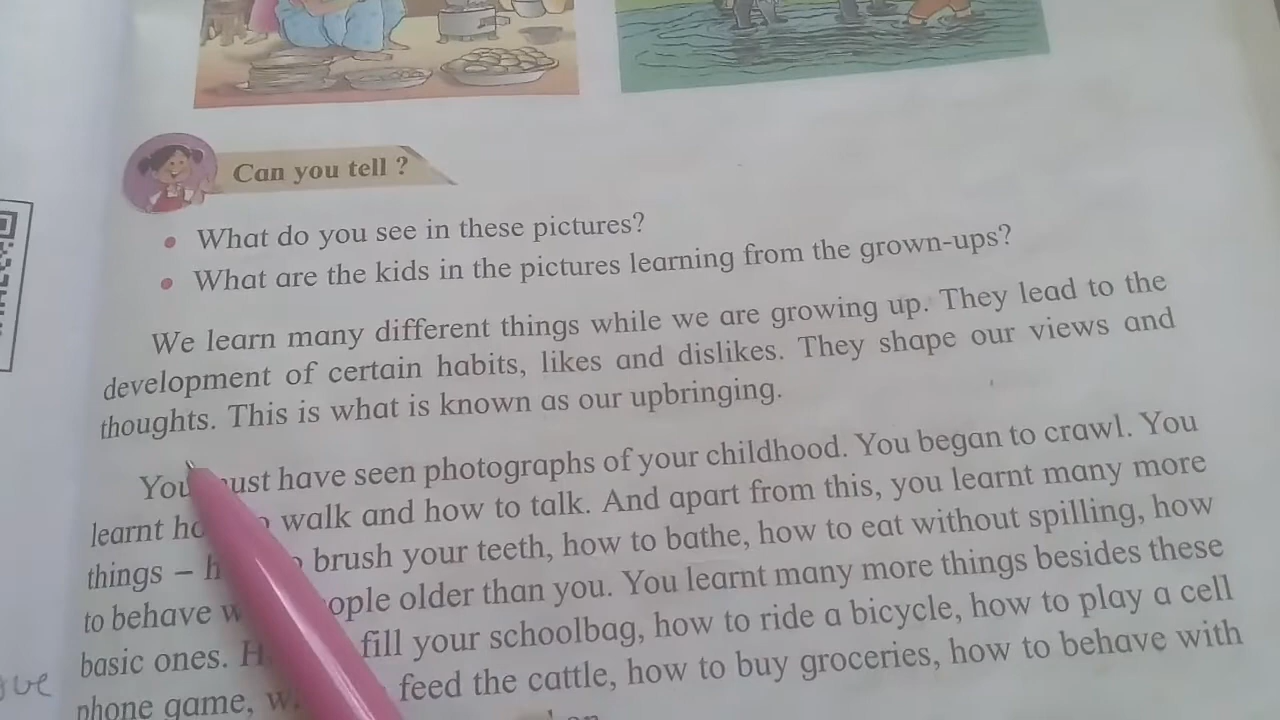 Can you tell ?
• What do you see in these pictures?
• What are the kids in the pictures learning from the grown-ups?
We learn many different things while we are growing up. They lead to the
development of certain habits, likes and dislikes. They shape our views and
thoughts. This is what is known as our upbringing.
You have seen photographs of your childhood. You began to crawl. You
learnt walk and how to talk. And apart from this, you learnt many more
things – brush your teeth, how to bathe, how to eat without spilling, how
to behave older than you. You learnt many more things besides these
basic ones. fill your schoolbag, how to ride a bicycle, how to play a cell
phone game, feed the cattle, how to buy groceries, how to behave with